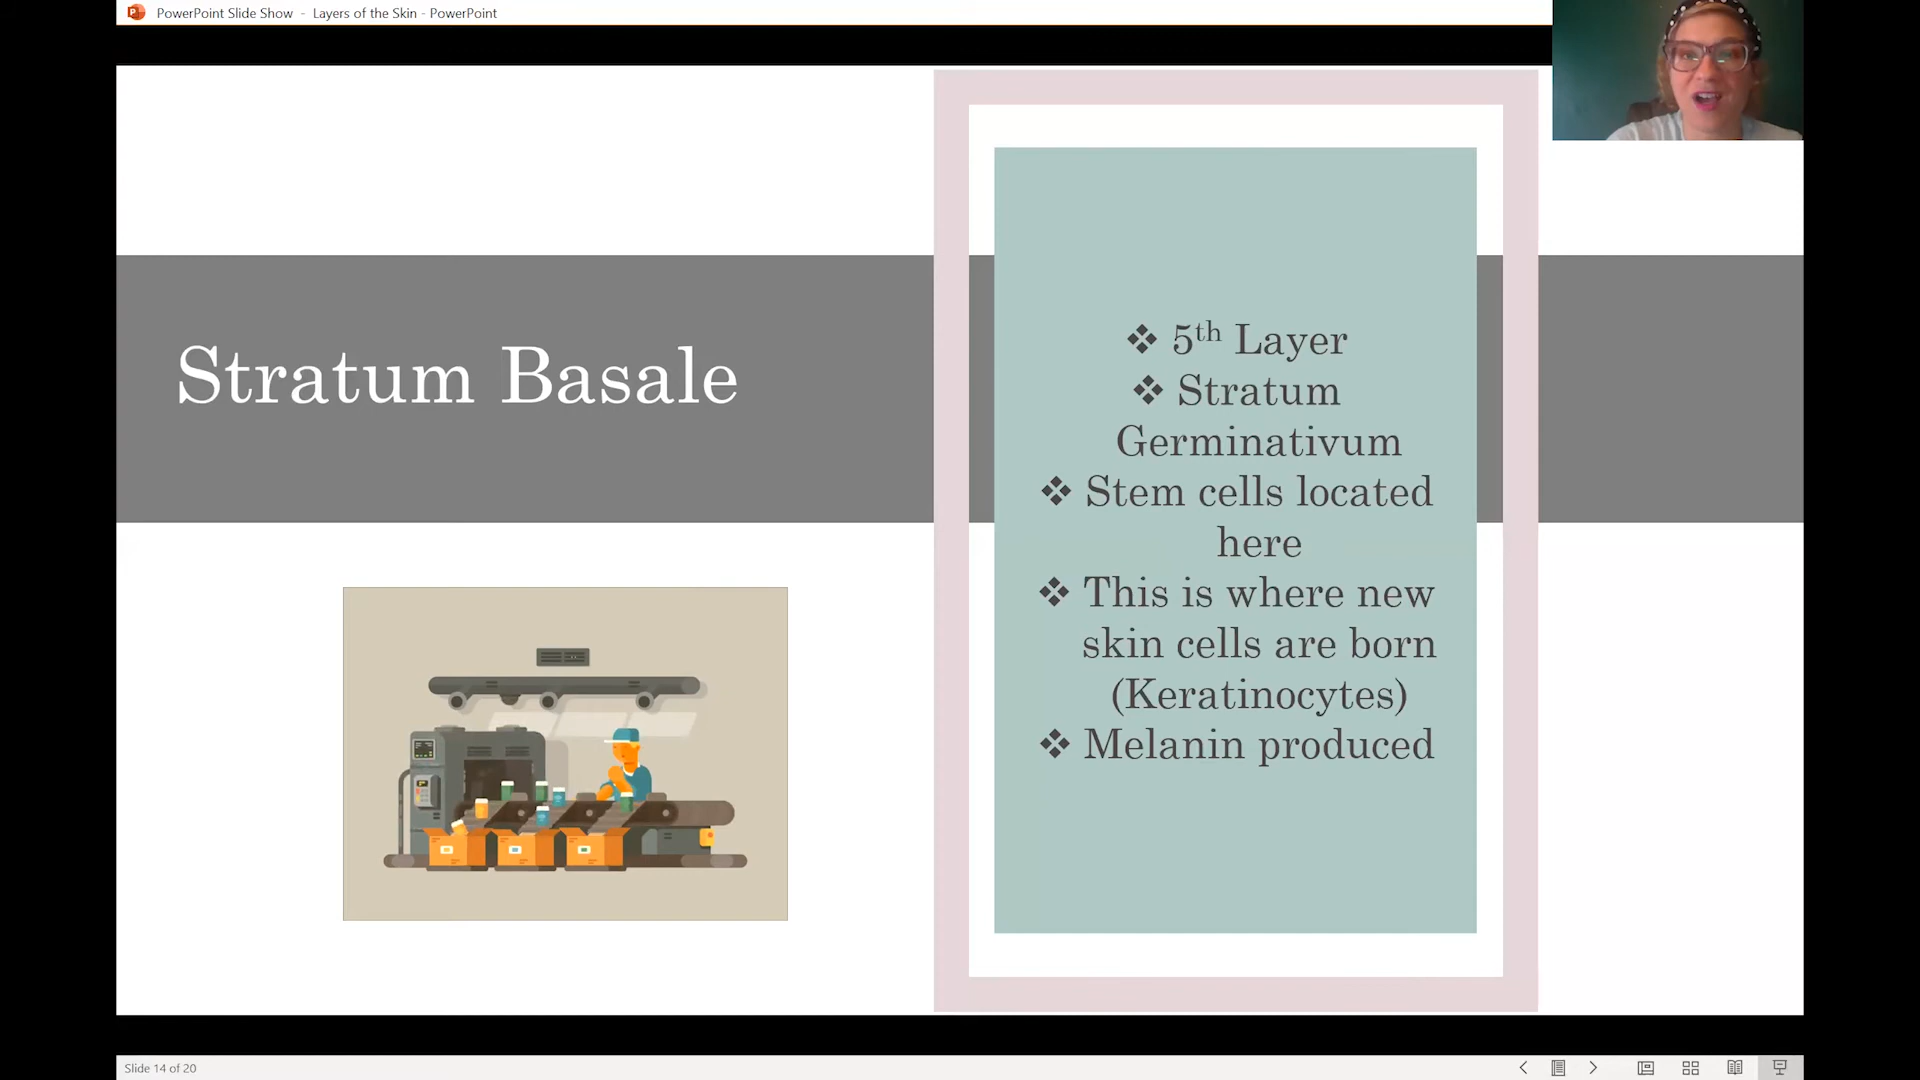 PowerPoint Slide Show - Layers of the Skin - PowerPoint
Stratum Basale
❖ 5th Layer
❖ Stratum
Germinativum
❖ Stem cells located
here
❖ This is where new
skin cells are born
(Keratinocytes)
❖ Melanin produced
Slide 14 of 20